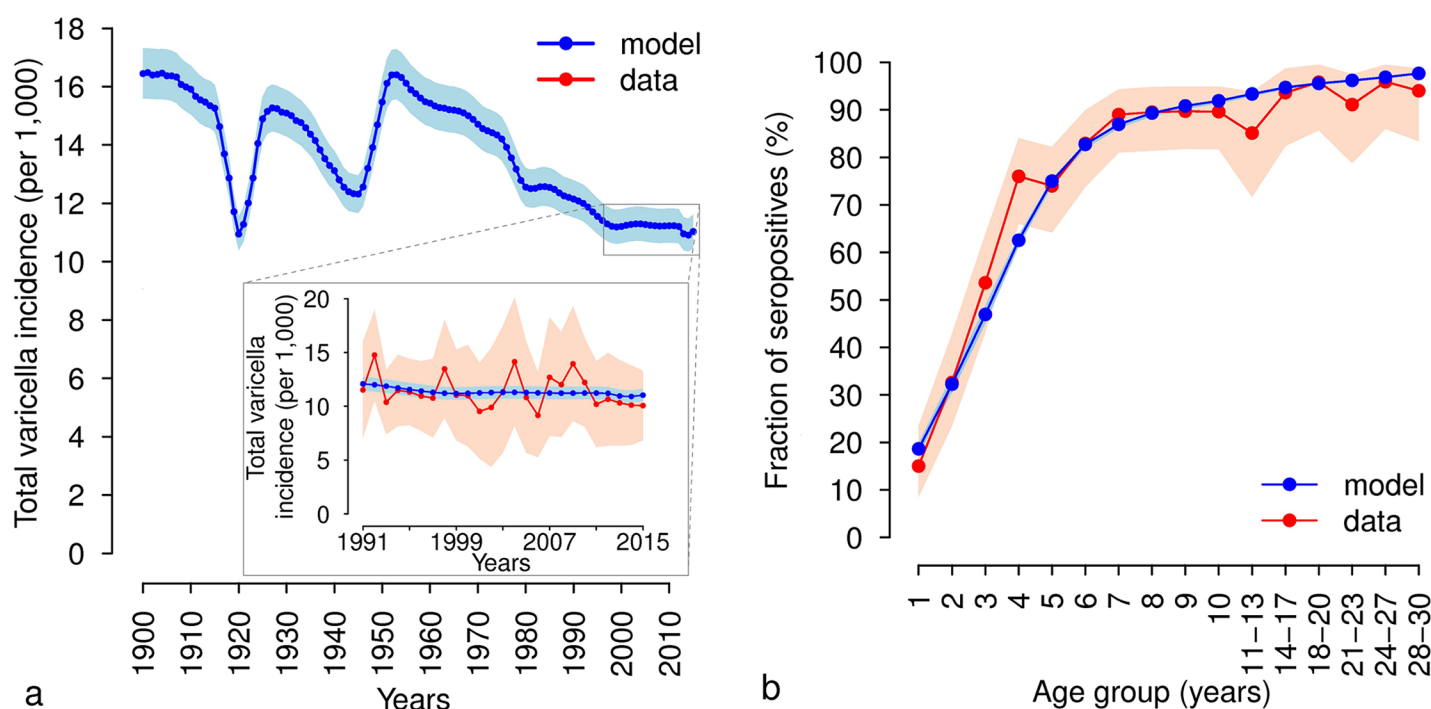 Total varicella incidence (per 1,000)
18
16
14
12
10
8
6
4
2
0
model
data
Total varicella
incidence (per 1,000)
20
15
10
5
0
1991 1999 2007 2015
Years
1900 1910 1920 1930 1940 1950 1960 1970 1980 1990 2000 2010
Years
a
Fraction of seropositives (%)
100
90
80
70
60
50
40
30
20
10
0
model
data
1 2 3 4 5 6 7 8 9 10 11–13 14–17 18–20 21–23 24–27 28–30
Age group (years)
b